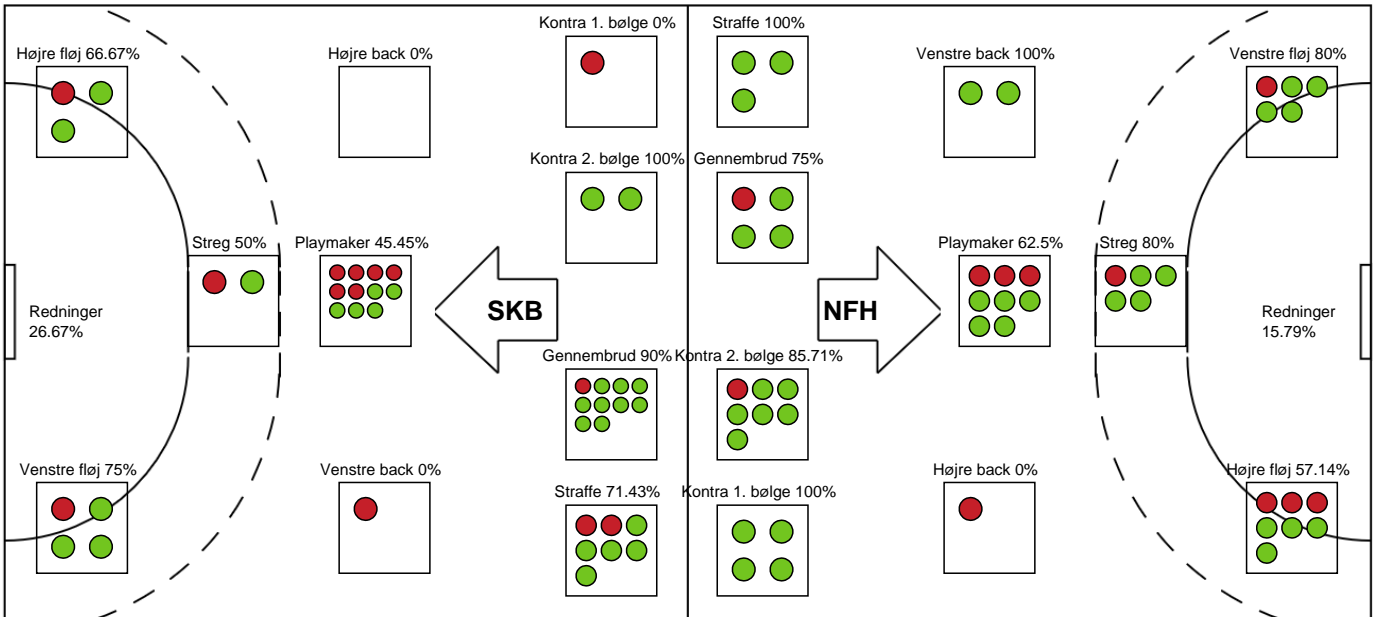 Kontra 1. bølge 0%
Straffe 100%
Højre fløj 66.67%
Højre back 0%
Venstre back 100%
Venstre fløj 80%
Kontra 2. bølge 100%
Gennembrud 75%
Streg 50%
Playmaker 45.45%
Playmaker 62.5%
Streg 80%
SKB
NFH
Redninger
26.67%
Redninger
15.79%
Gennembrud 90%
Kontra 2. bølge 85.71%
Venstre fløj 75%
Venstre back 0%
Højre back 0%
Højre fløj 57.14%
Straffe 71.43%
Kontra 1. bølge 100%